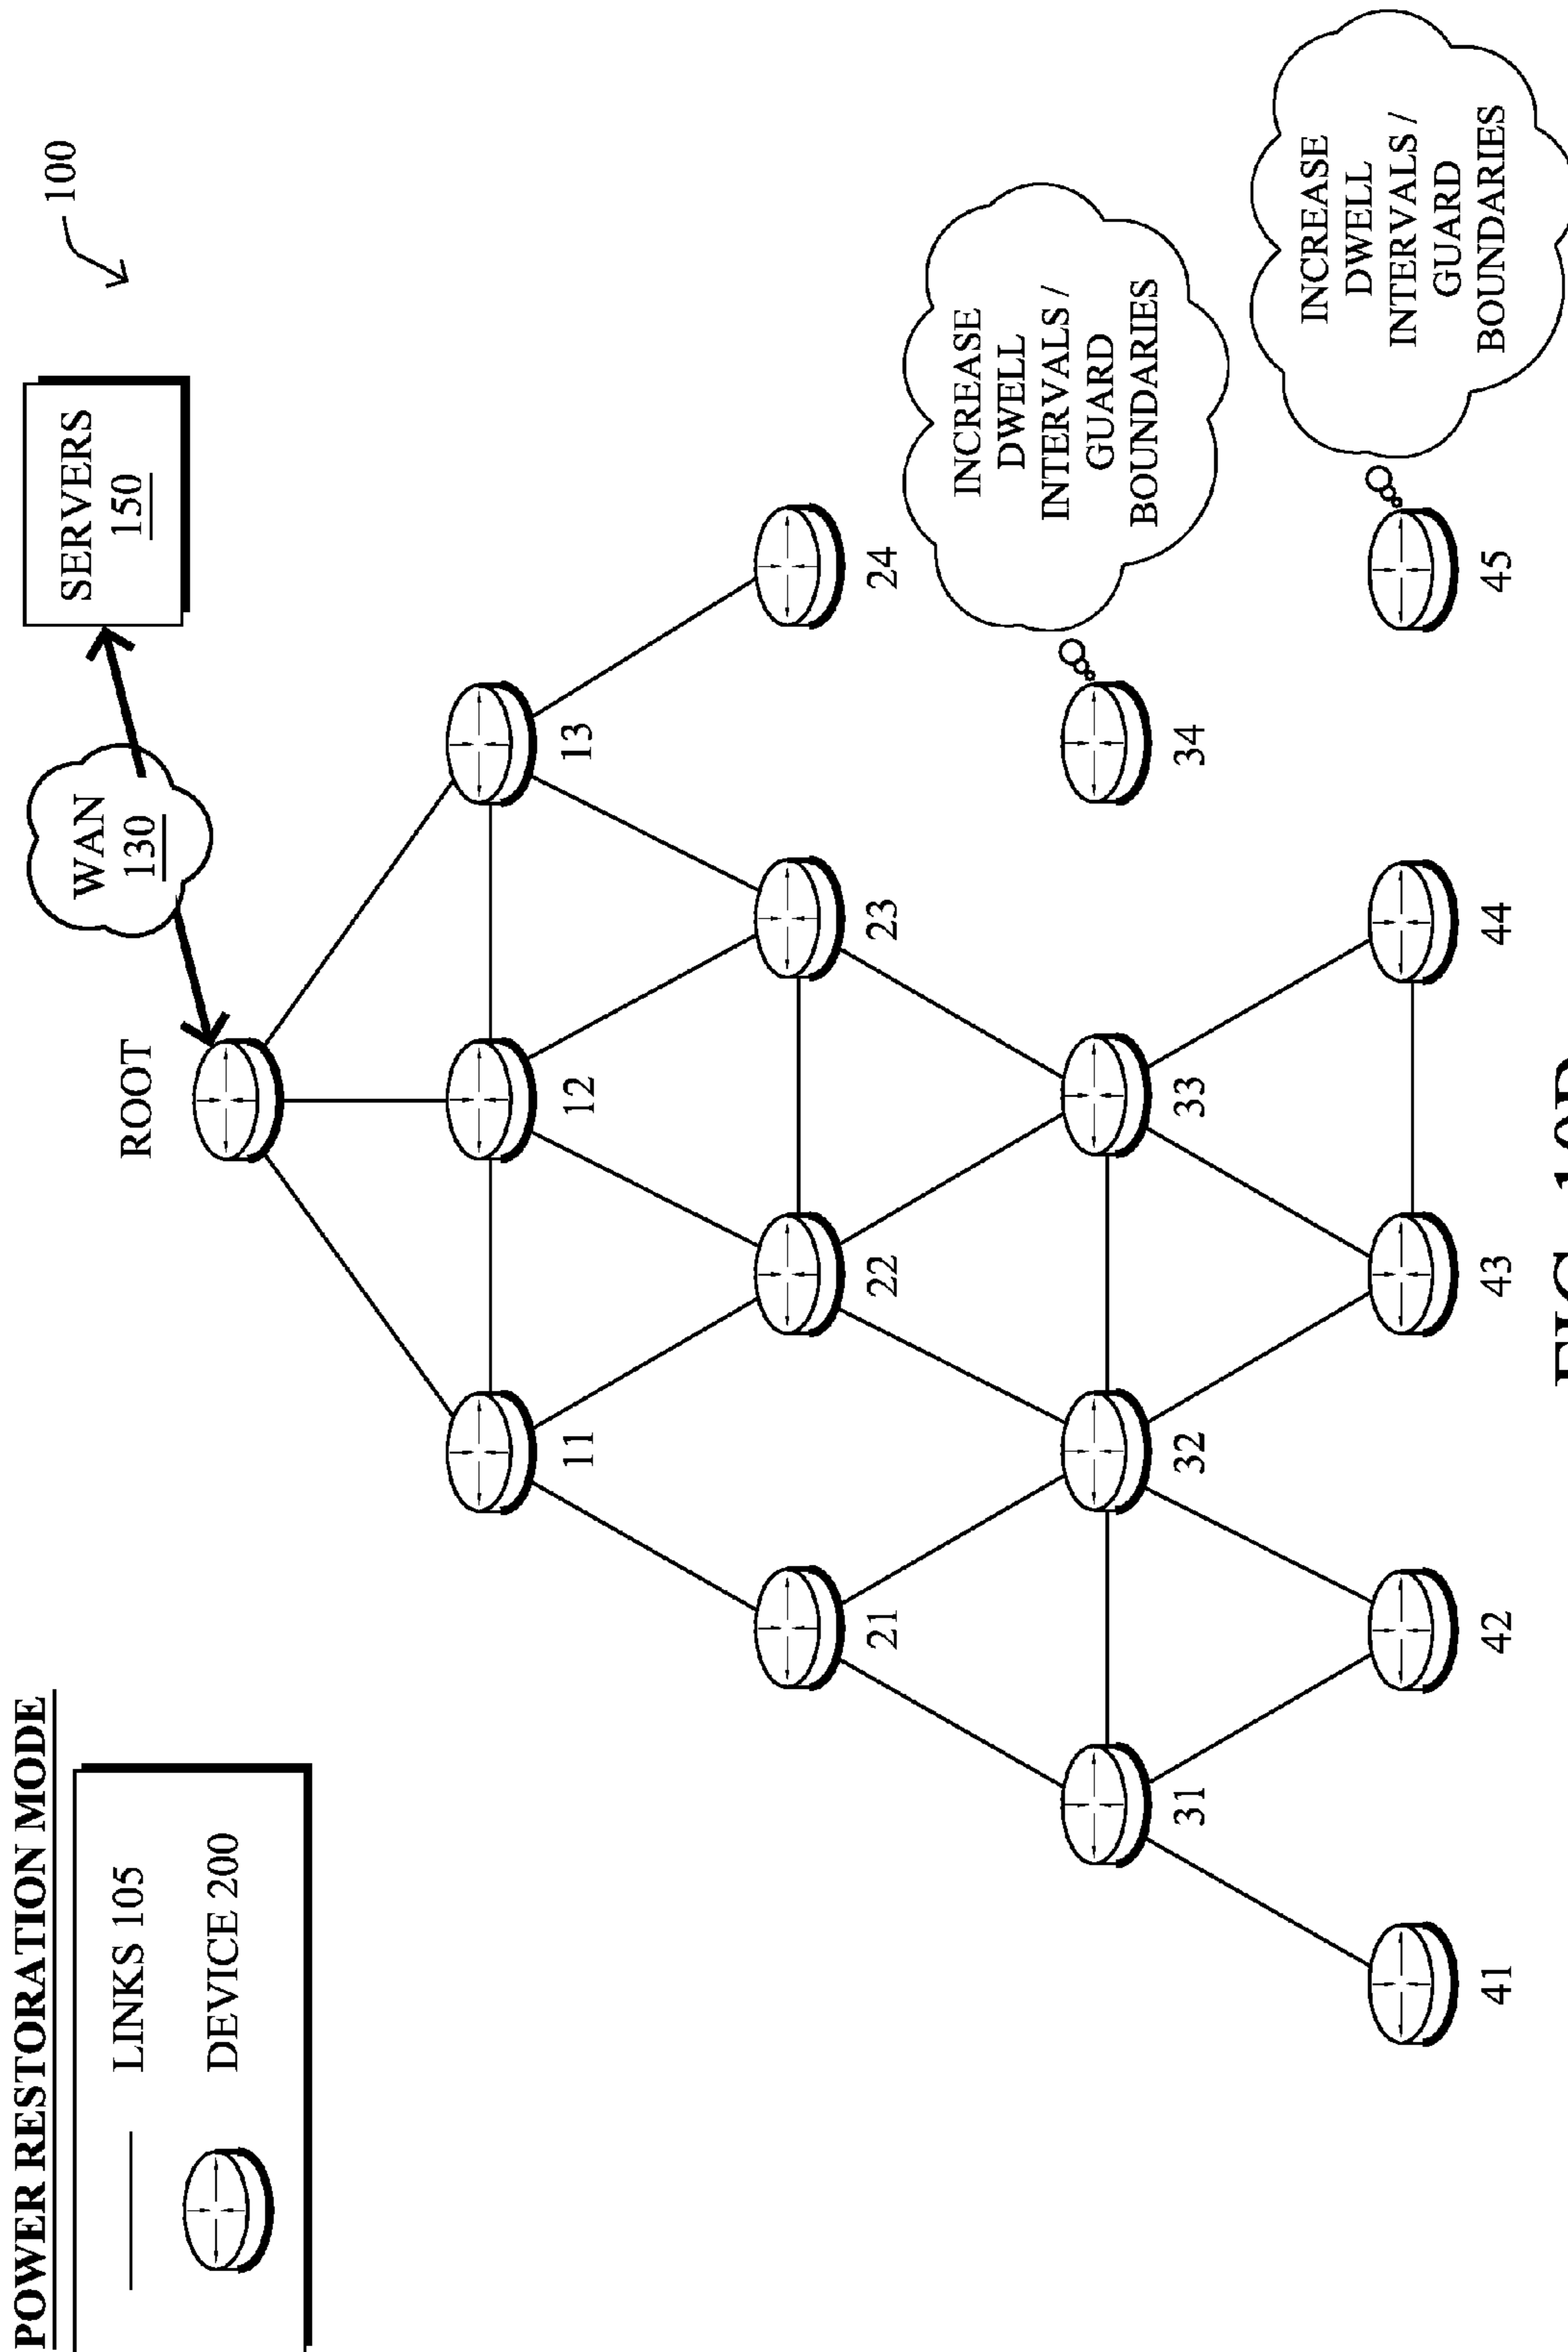 POWER RESTORATION MODE
LINKS 105
DEVICE 200
100
SERVERS
150
WAN
130
ROOT
11
12
13
21
22
23
24
31
32
33
34
INCREASE
DWELL
INTERVALS /
GUARD
BOUNDARIES
41
42
43
44
45
INCREASE
DWELL
INTERVALS /
GUARD
BOUNDARIES